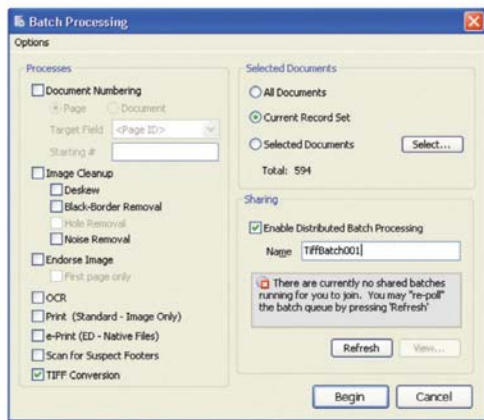 Batch Processing
Options
Processes
Document Numbering
Page Document
Target Field <Page ID>
Starting #
Image Cleanup
Deskew
Black-Border Removal
Hole Removal
Noise Removal
Endorse Image
First page only
OCR
Print (Standard - Image Only)
e-Print (ED - Native Files)
Scan for Suspect Footers
TIFF Conversion
Selected Documents
All Documents
Current Record Set
Selected Documents Select...
Total: 594
Sharing
Enable Distributed Batch Processing
Name TiffBatch001
There are currently no shared batches
running for you to join. You may "re-poll"
the batch queue by pressing 'Refresh'
Refresh View...
Begin Cancel